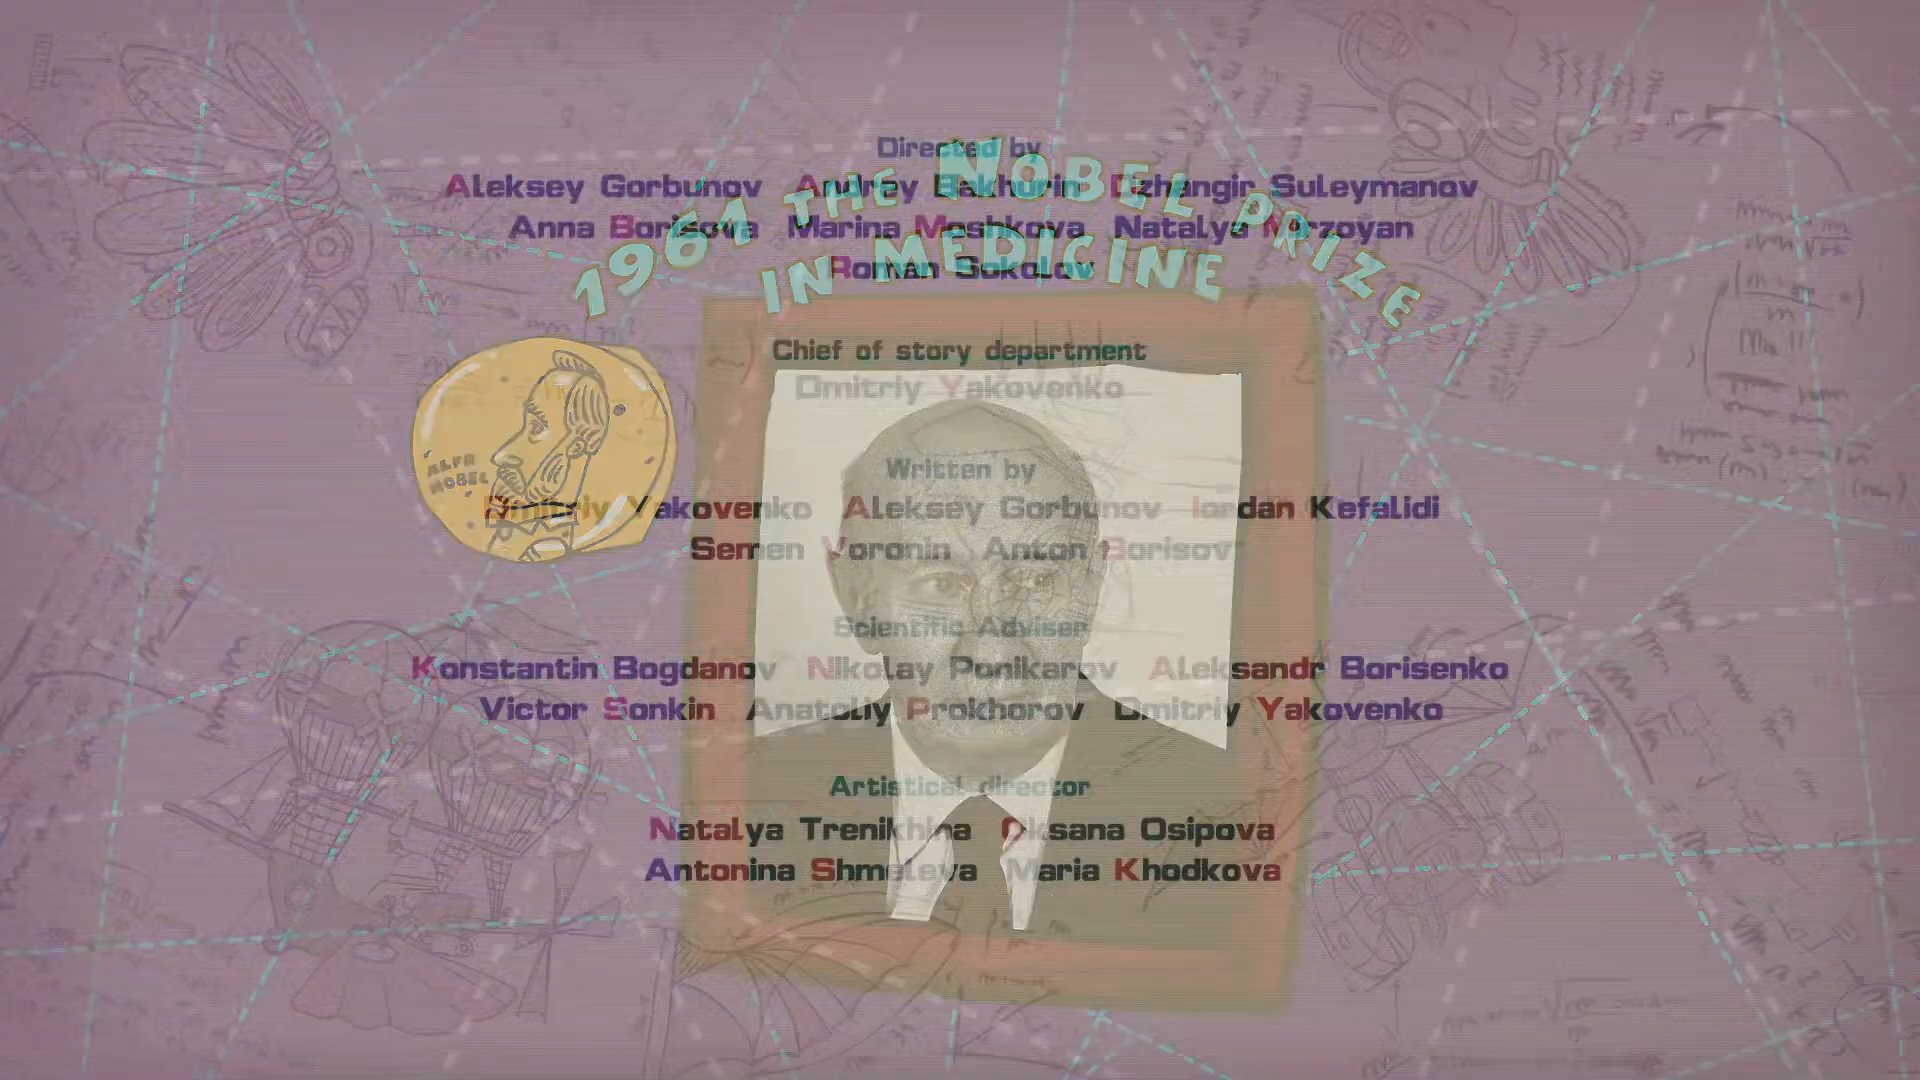 Directed by
Aleksey Gorbunov Andrey Bakhurin Dzhangir Suleymanov
1961 THE NOBEL PRIZE
Anna Borisova Marina Moshkova Natalya Mirzoyan
IN MEDICINE
Roman Sokolov
Chief of story department
Dmitriy Yakovenko
ALFR
NOBEL
Written by
Dmitriy Yakovenko Aleksey Gorbunov Iordan Kefalidi
Semen Voronin Anton Borisov
Scientific Adviser
Konstantin Bogdanov Nikolay Ponikarov Aleksandr Borisenko
Victor Sonkin Anatoliy Prokhorov Dmitriy Yakovenko
Artistical director
Natalya Trenikhina Oksana Osipova
Antonina Shmeleva Maria Khodkova